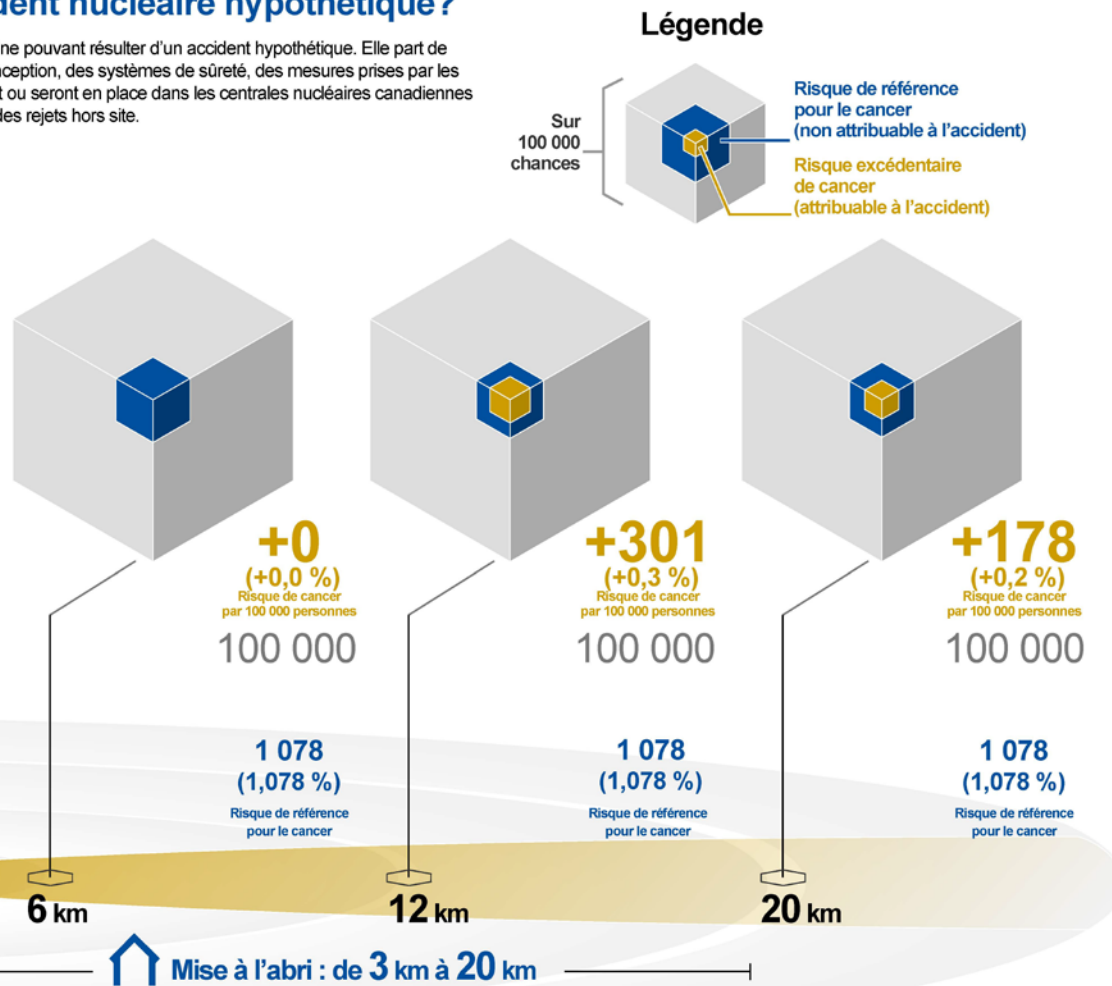 dent nucléaire hypothétique?
ne pouvant résulter d'un accident hypothétique. Elle part de
nception, des systèmes de sûreté, des mesures prises par les
t ou seront en place dans les centrales nucléaires canadiennes
des rejets hors site.
Légende
Sur
100 000
chances
Risque de référence
pour le cancer
(non attribuable à l'accident)
Risque excédentaire
de cancer
(attribuable à l'accident)
+0
(+0,0 %)
Risque de cancer
par 100 000 personnes
100 000
1 078
(1,078 %)
Risque de référence
pour le cancer
6 km
+301
(+0,3 %)
Risque de cancer
par 100 000 personnes
100 000
1 078
(1,078 %)
Risque de référence
pour le cancer
12 km
+178
(+0,2 %)
Risque de cancer
par 100 000 personnes
100 000
1 078
(1,078 %)
Risque de référence
pour le cancer
20 km
Mise à l'abri : de 3 km à 20 km